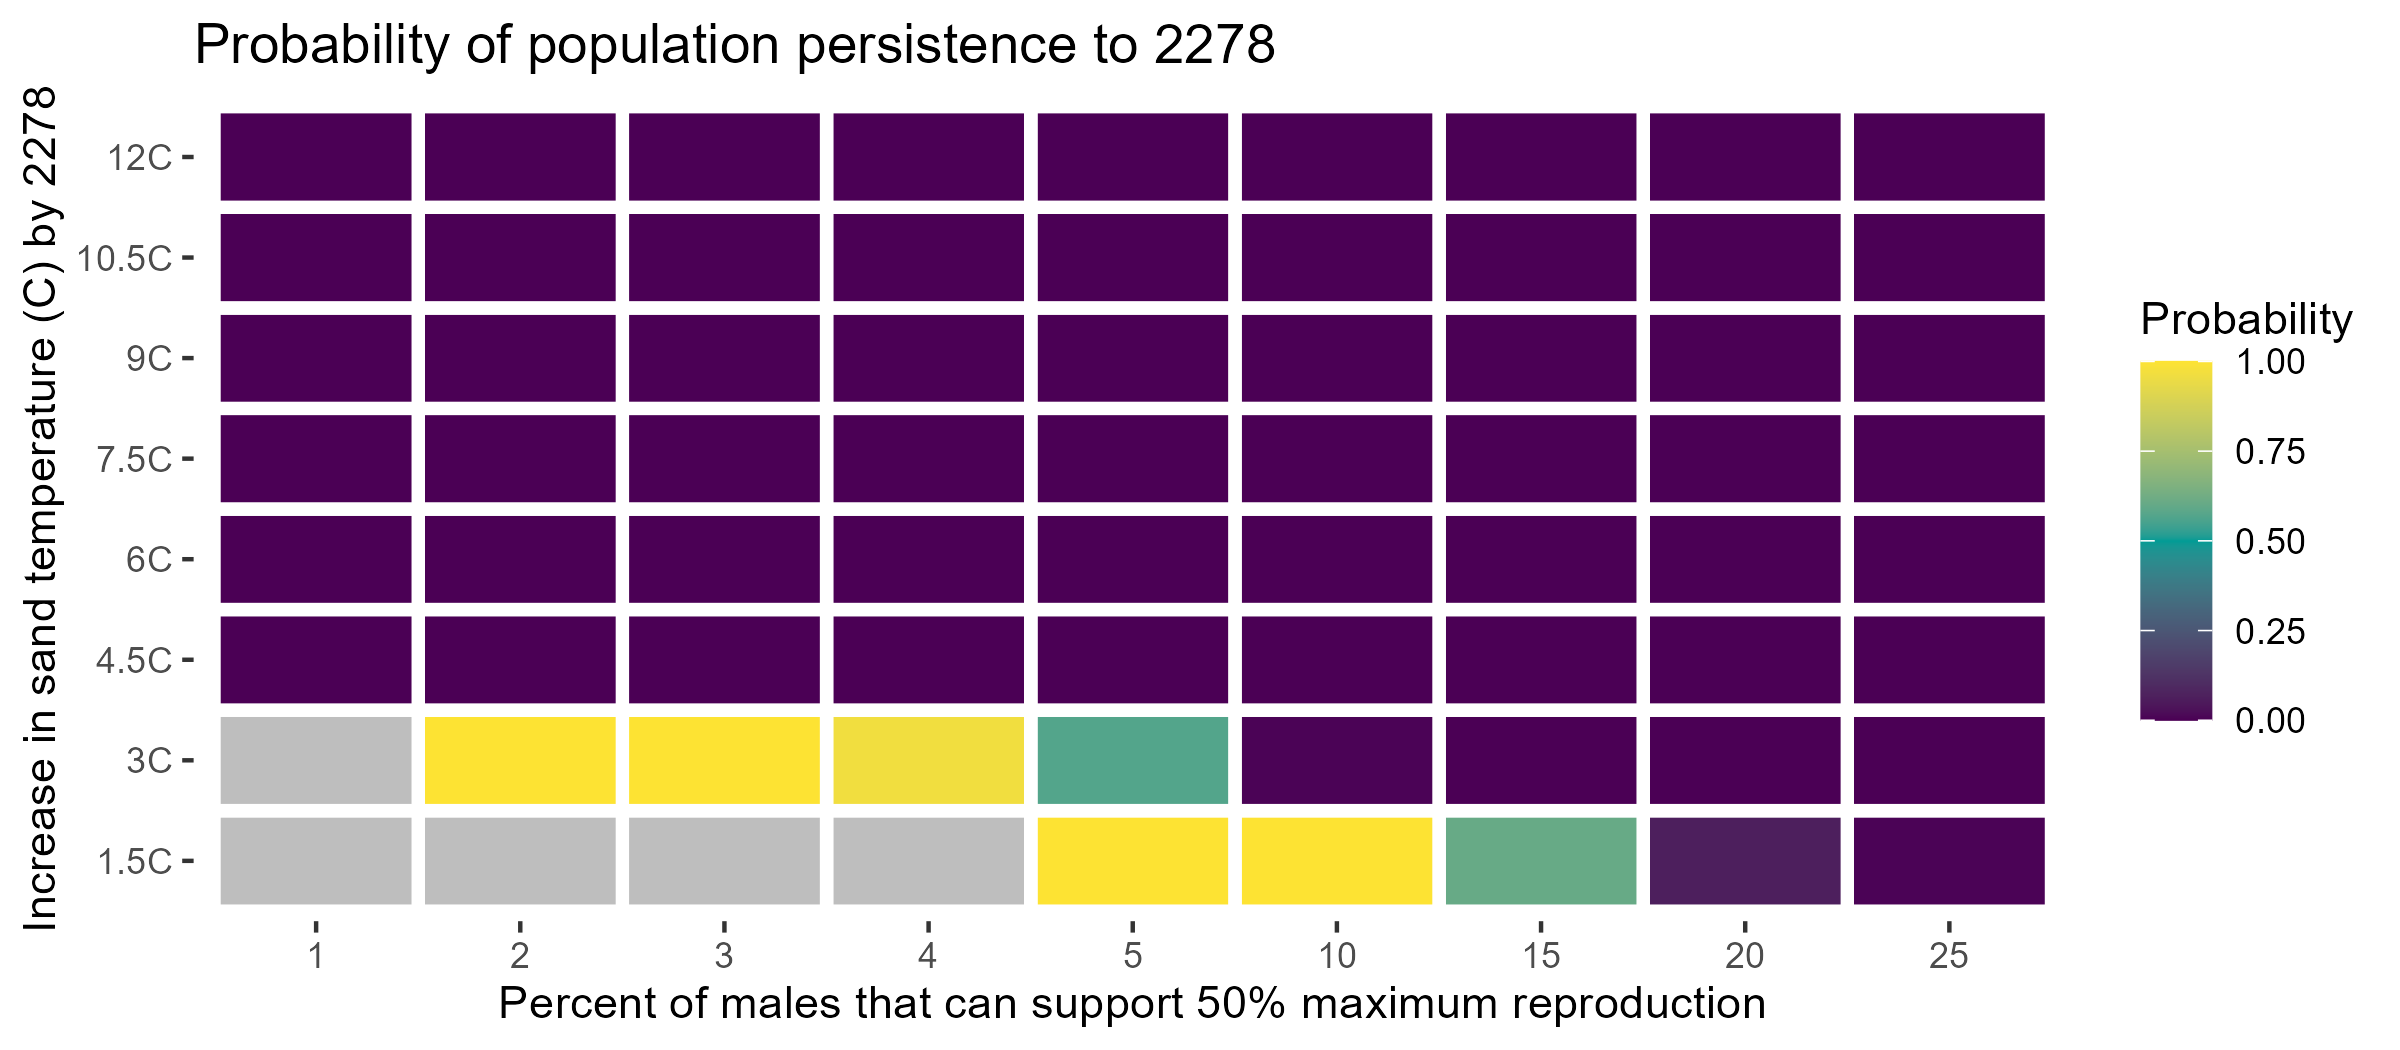 Probability of population persistence to 2278
Increase in sand temperature (C) by 2278
12C
10.5C
9C
7.5C
6C
4.5C
3C
1.5C
1 2 3 4 5 10 15 20 25
Percent of males that can support 50% maximum reproduction
Probability
1.00
0.75
0.50
0.25
0.00